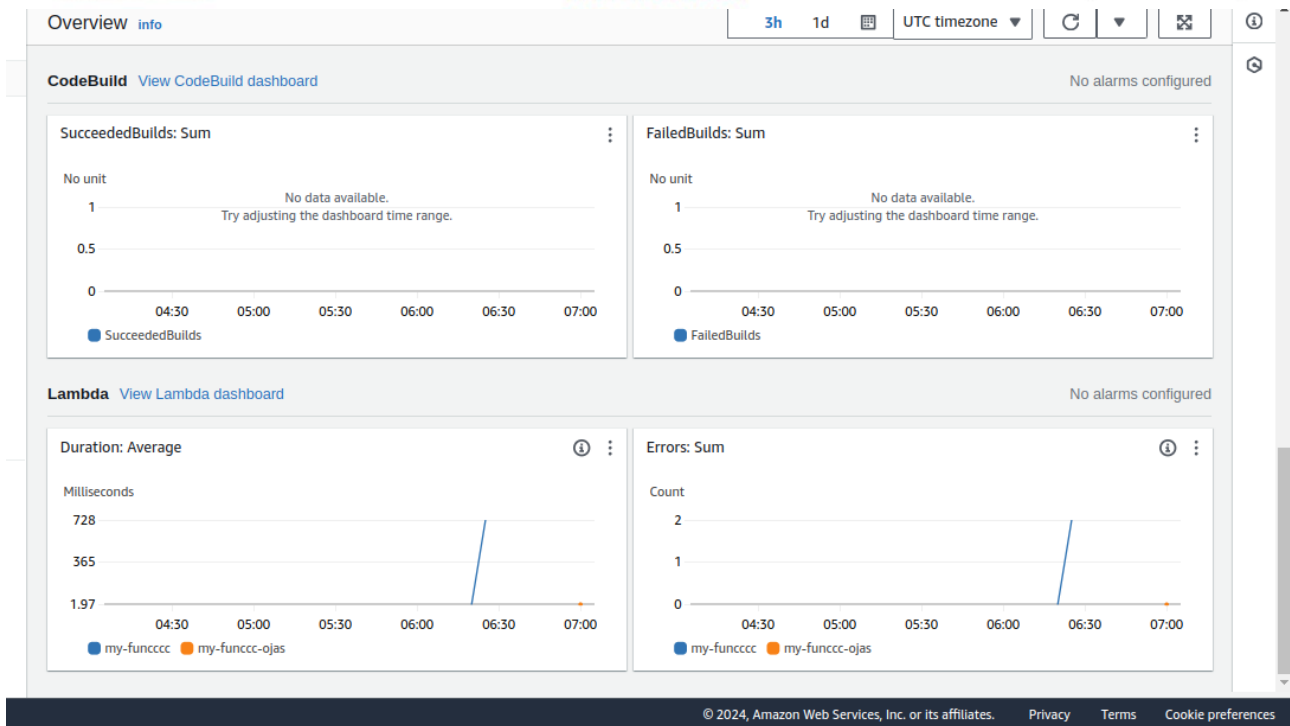 Overview info
3h 1d UTC timezone
CodeBuild View CodeBuild dashboard No alarms configured
SucceededBuilds: Sum
No unit
No data available.
Try adjusting the dashboard time range.
1
0.5
0
04:30 05:00 05:30 06:00 06:30 07:00
SucceededBuilds
FailedBuilds: Sum
No unit
No data available.
Try adjusting the dashboard time range.
1
0.5
0
04:30 05:00 05:30 06:00 06:30 07:00
FailedBuilds
Lambda View Lambda dashboard No alarms configured
Duration: Average
Milliseconds
728
365
1.97
04:30 05:00 05:30 06:00 06:30 07:00
my-funcccc my-funccc-ojas
Errors: Sum
Count
2
1
0
04:30 05:00 05:30 06:00 06:30 07:00
my-funcccc my-funccc-ojas
© 2024, Amazon Web Services, Inc. or its affiliates. Privacy Terms Cookie preferences